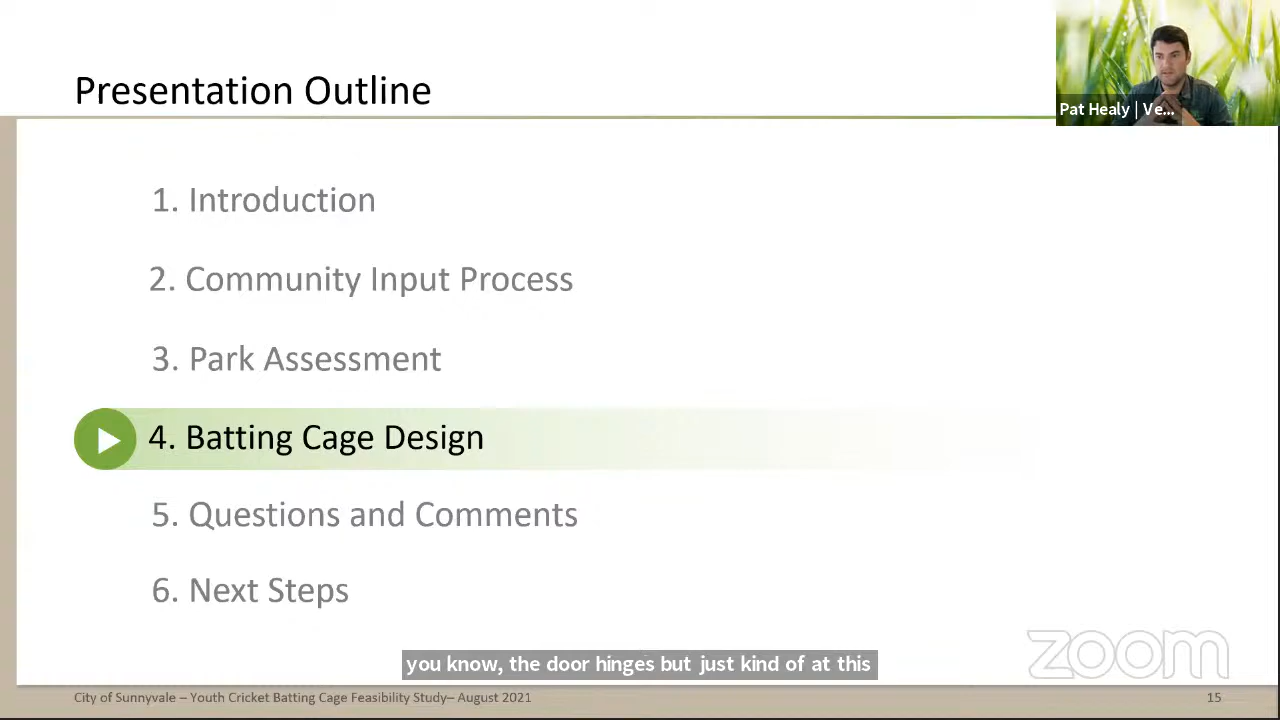 Presentation Outline
Pat Healy | Ve...
1. Introduction
2. Community Input Process
3. Park Assessment
4. Batting Cage Design
5. Questions and Comments
6. Next Steps
zoom
you know, the door hinges but just kind of at this
City of Sunnyvale – Youth Cricket Batting Cage Feasibility Study– August 2021
15